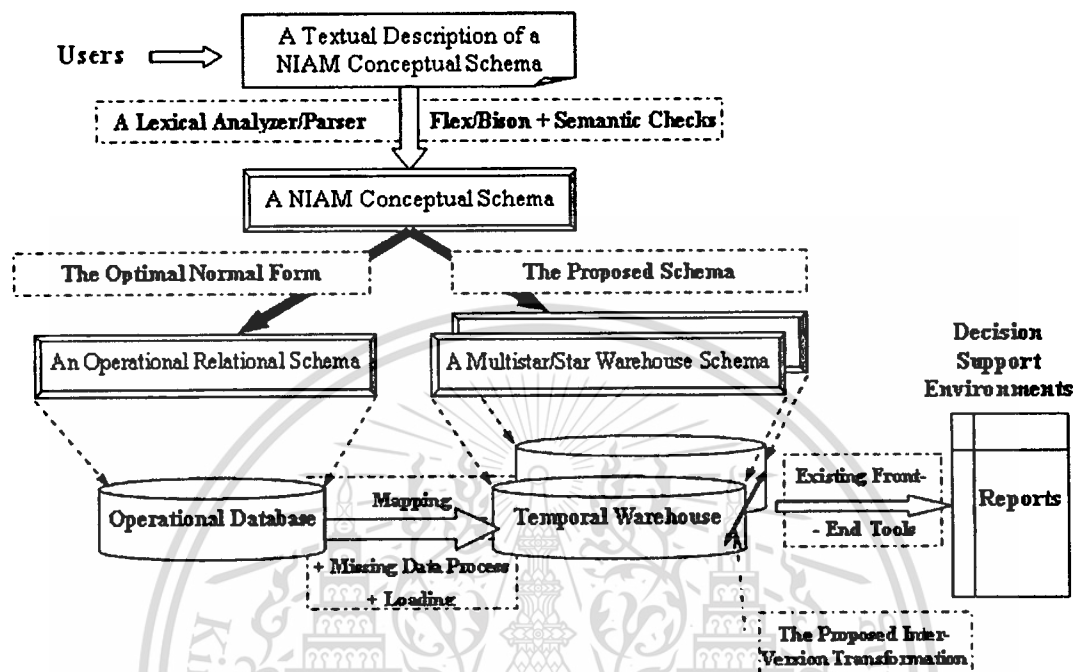 Users
A Textual Description of a
NIAM Conceptual Schema
A Lexical Analyzer/Parser
Flex/Bison + Semantic Checks
A NIAM Conceptual Schema
The Optimal Normal Form
The Proposed Schema
An Operational Relational Schema
A Multistar/Star Warehouse Schema
Decision
Support
Environments
Operational Database
Mapping
+ Missing Data Process
+ Loading
Temporal Warehouse
Existing Front-
- End Tools
Reports
The Proposed Inter-
Version Transformation